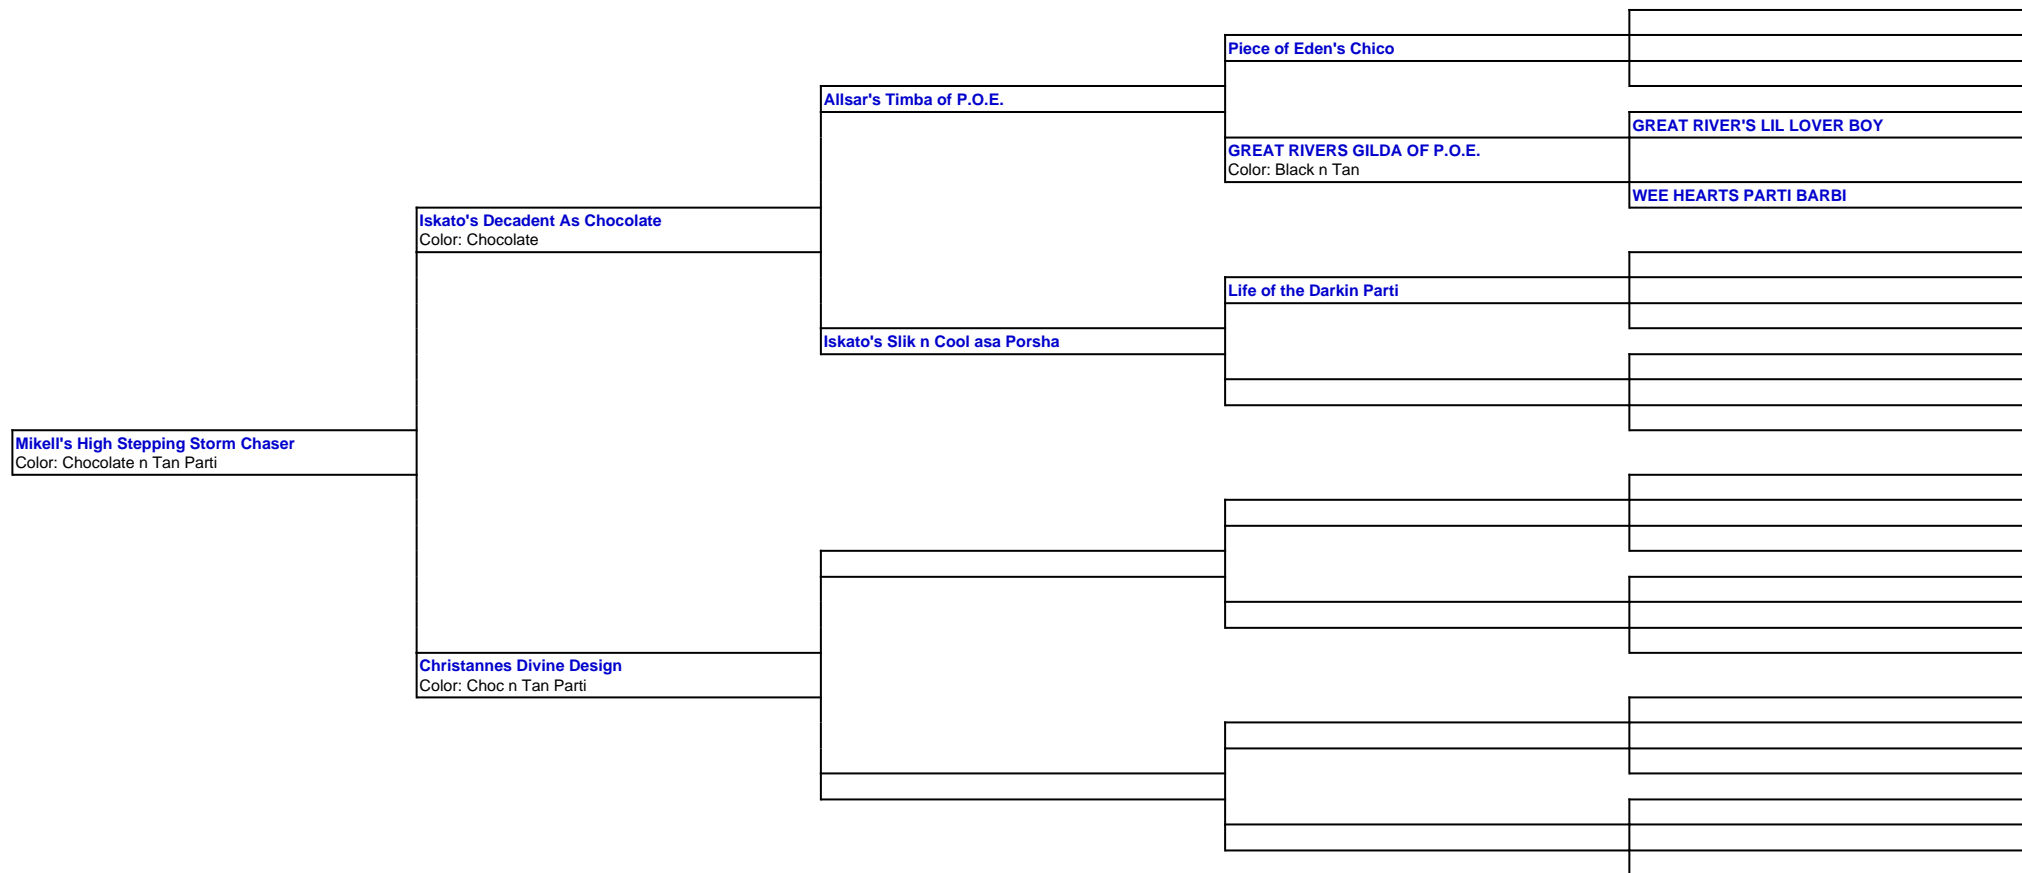 Piece of Eden's Chico
Allsar's Timba of P.O.E.
GREAT RIVER'S LIL LOVER BOY
GREAT RIVERS GILDA OF P.O.E.
Color: Black n Tan
WEE HEARTS PARTI BARBI
Iskato's Decadent As Chocolate
Color: Chocolate
Life of the Darkin Parti
Iskato's Slik n Cool asa Porsha
Mikell's High Stepping Storm Chaser
Color: Chocolate n Tan Parti
Christannes Divine Design
Color: Choc n Tan Parti